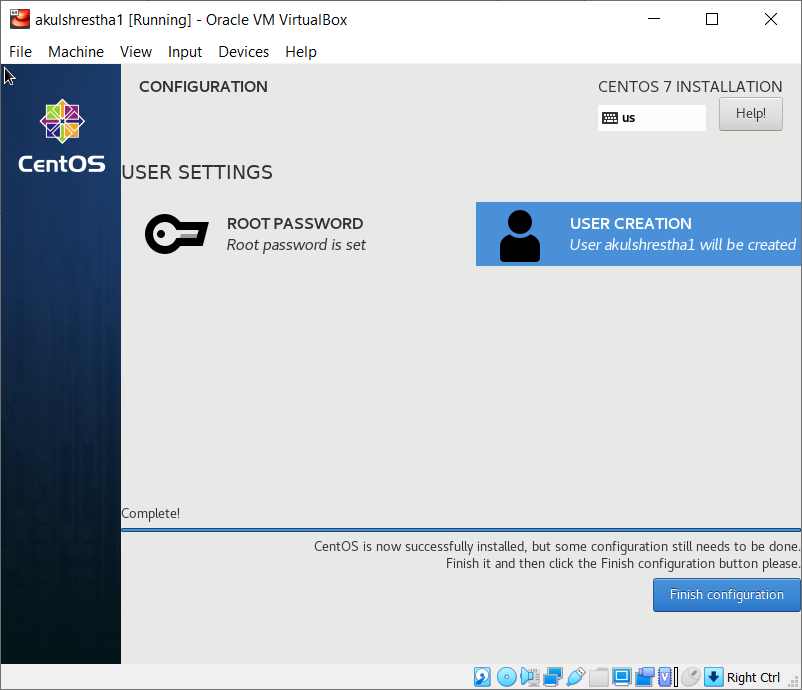 akulshrestha1 [Running] - Oracle VM VirtualBox
File Machine View Input Devices Help
CONFIGURATION
CENTOS 7 INSTALLATION
us
Help!
CentOS
USER SETTINGS
ROOT PASSWORD
Root password is set
USER CREATION
User akulshrestha1 will be created
Complete!
CentOS is now successfully installed, but some configuration still needs to be done.
Finish it and then click the Finish configuration button please.
Finish configuration
Right Ctrl